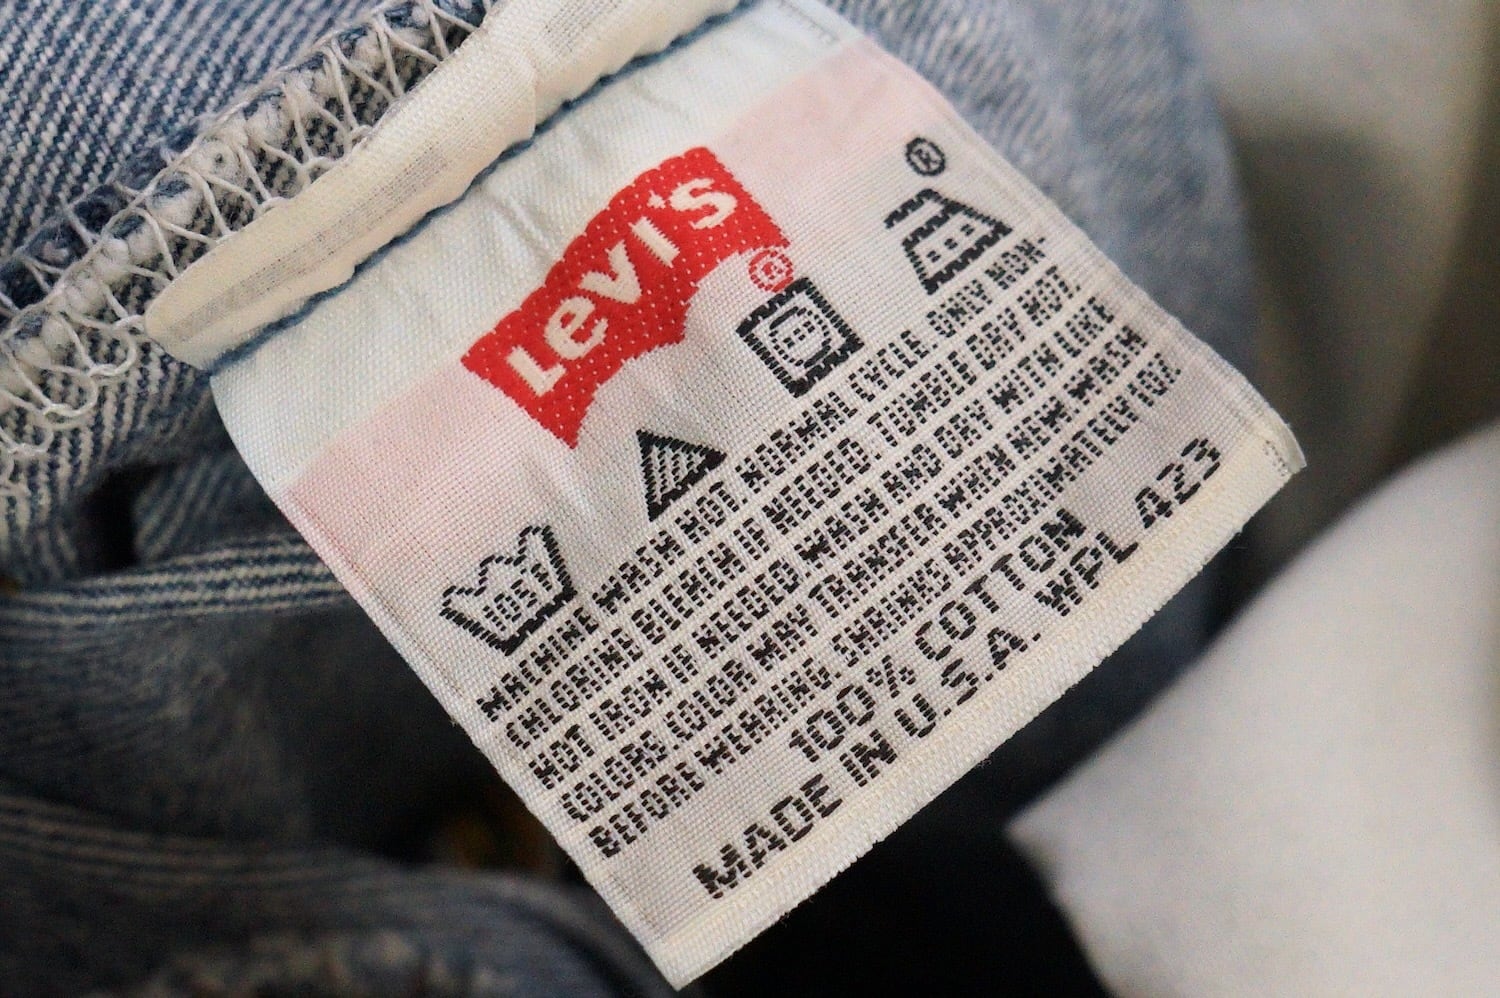 Levi's®
®
105°
MACHINE WASH HOT NORMAL CYCLE. ONLY NON-
CHLORINE BLEACH IF NEEDED. TUMBLE DRY HOT.
HOT IRON IF NEEDED. WASH AND DRY WITH LIKE
COLORS. COLOR MAY TRANSFER WHEN NEW. WASH
BEFORE WEARING. SHRINKS APPROXIMATELY 10%
100% COTTON
MADE IN U.S.A. WPL 423